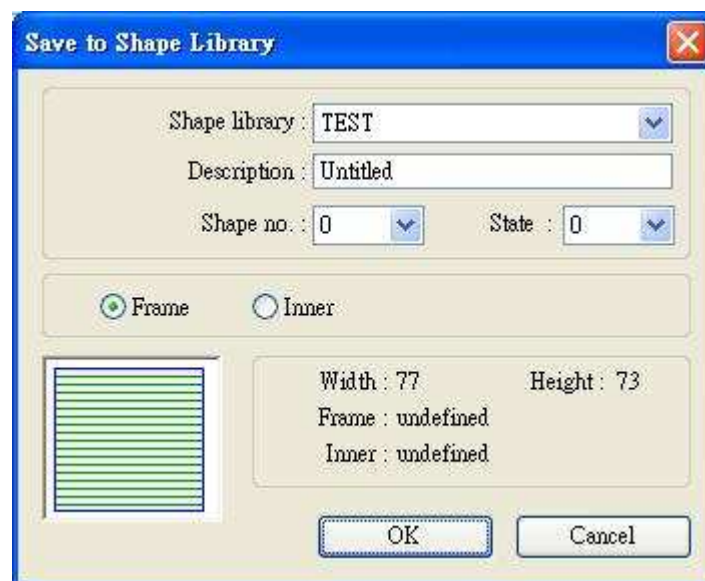 Save to Shape Library
Shape library : TEST
Description : Untitled
Shape no. : 0 State : 0
Frame Inner
Width : 77 Height : 73
Frame : undefined
Inner : undefined
OK Cancel